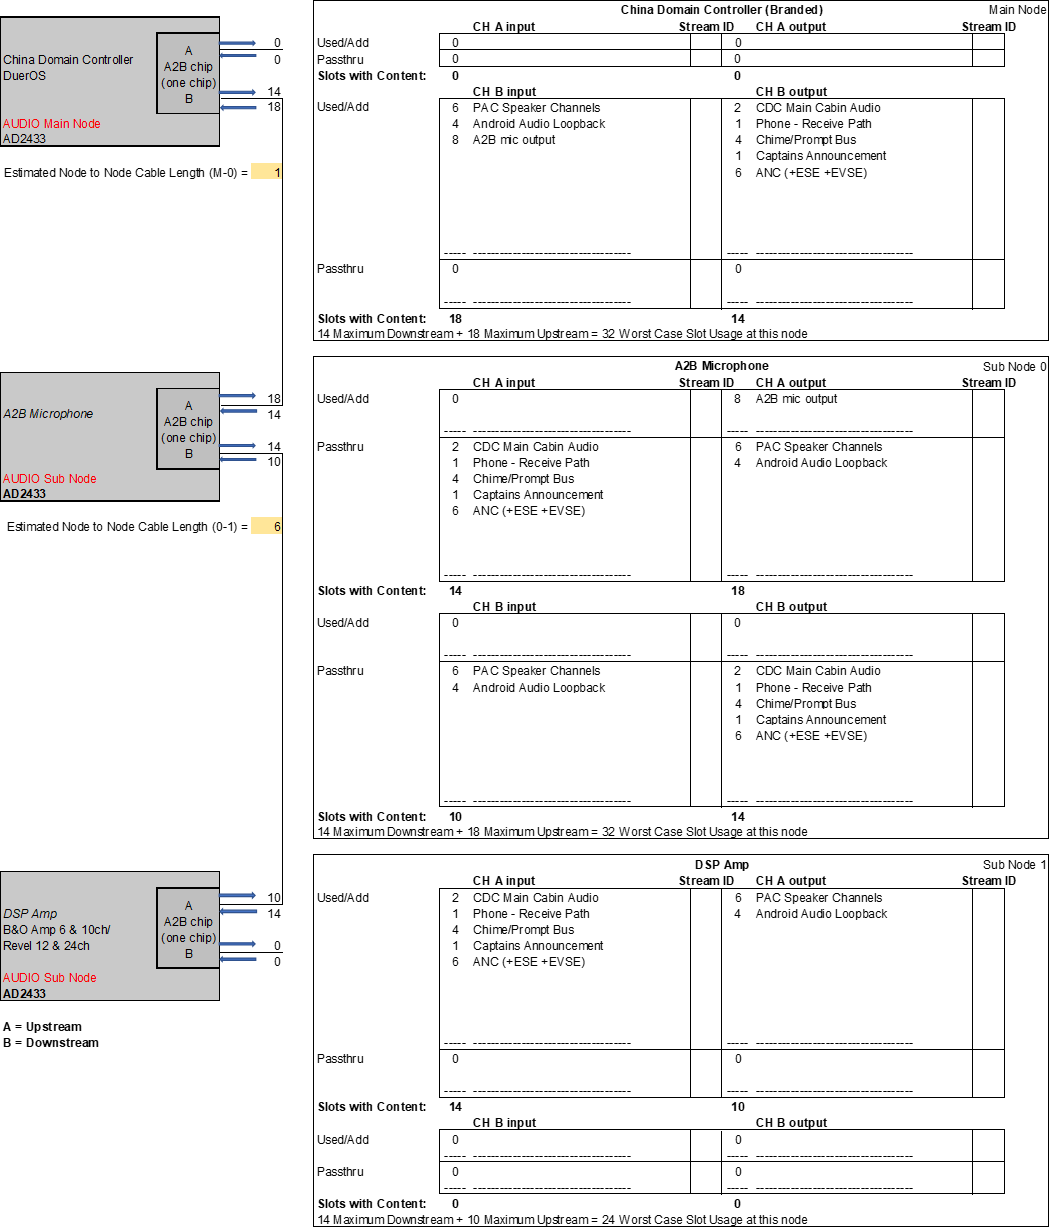 China Domain Controller (Branded) Main Node
CH A input Stream ID CH A output Stream ID
Used/Add 0 0
Passthru 0 0
Slots with Content: 0 0
CH B input CH B output
Used/Add 6 PAC Speaker Channels 2 CDC Main Cabin Audio
4 Android Audio Loopback 1 Phone - Receive Path
8 A2B mic output 4 Chime/Prompt Bus
1 Captains Announcement
6 ANC (+ESE +EVSE)
----- ----------------------------------- ----- -----------------------------------
Passthru 0 0
----- ----------------------------------- ----- -----------------------------------
Slots with Content: 18 14
14 Maximum Downstream + 18 Maximum Upstream = 32 Worst Case Slot Usage at this node
China Domain Controller
DuerOS
AUDIO Main Node
AD2433
A
A2B chip
(one chip)
B
0
0
14
18
Estimated Node to Node Cable Length (M-0) = 1
A2B Microphone Sub Node 0
CH A input Stream ID CH A output Stream ID
Used/Add 0 8 A2B mic output
----- ----------------------------------- ----- -----------------------------------
Passthru 2 CDC Main Cabin Audio 6 PAC Speaker Channels
1 Phone - Receive Path 4 Android Audio Loopback
4 Chime/Prompt Bus
1 Captains Announcement
6 ANC (+ESE +EVSE)
----- ----------------------------------- ----- -----------------------------------
Slots with Content: 14 18
CH B input CH B output
Used/Add 0 0
----- ----------------------------------- ----- -----------------------------------
Passthru 6 PAC Speaker Channels 2 CDC Main Cabin Audio
4 Android Audio Loopback 1 Phone - Receive Path
4 Chime/Prompt Bus
1 Captains Announcement
6 ANC (+ESE +EVSE)
----- ----------------------------------- ----- -----------------------------------
Slots with Content: 10 14
14 Maximum Downstream + 18 Maximum Upstream = 32 Worst Case Slot Usage at this node
A2B Microphone
AUDIO Sub Node
AD2433
A
A2B chip
(one chip)
B
18
14
14
10
Estimated Node to Node Cable Length (0-1) = 6
DSP Amp Sub Node 1
CH A input Stream ID CH A output Stream ID
Used/Add 2 CDC Main Cabin Audio 6 PAC Speaker Channels
1 Phone - Receive Path 4 Android Audio Loopback
4 Chime/Prompt Bus
1 Captains Announcement
6 ANC (+ESE +EVSE)
----- ----------------------------------- ----- -----------------------------------
Passthru 0 0
----- ----------------------------------- ----- -----------------------------------
Slots with Content: 14 10
CH B input CH B output
Used/Add 0 0
----- ----------------------------------- ----- -----------------------------------
Passthru 0 0
----- ----------------------------------- ----- -----------------------------------
Slots with Content: 0 0
14 Maximum Downstream + 10 Maximum Upstream = 24 Worst Case Slot Usage at this node
DSP Amp
B&O Amp 6 & 10ch/
Revel 12 & 24ch
AUDIO Sub Node
AD2433
A
A2B chip
(one chip)
B
10
14
0
0
A = Upstream
B = Downstream